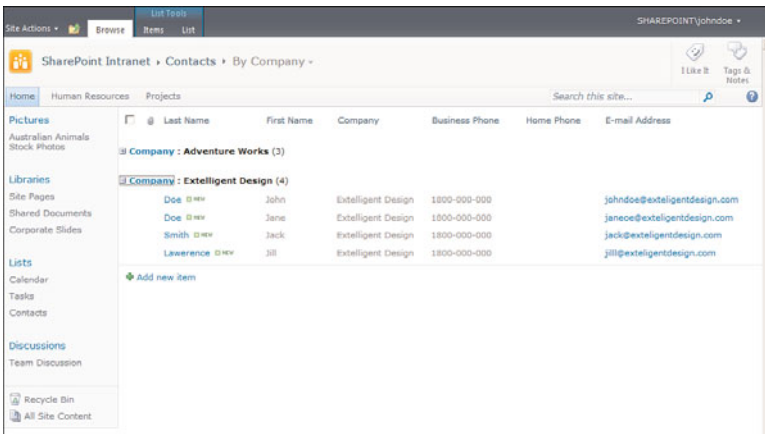 List Tools
Site Actions Browse Items List SHAREPOINT\johndoe
SharePoint Intranet Contacts By Company
I Like It Tags & Notes
Home Human Resources Projects Search this site...
Pictures
Australian Animals
Stock Photos
Libraries
Site Pages
Shared Documents
Corporate Slides
Lists
Calendar
Tasks
Contacts
Discussions
Team Discussion
Recycle Bin
All Site Content
Last Name First Name Company Business Phone Home Phone E-mail Address
Company : Adventure Works (3)
Company : Extelligent Design (4)
Doe NEW John Extelligent Design 1800-000-000 johndoe@exteligentdesign.com
Doe NEW Jane Extelligent Design 1800-000-000 janeoe@exteligentdesign.com
Smith NEW Jack Extelligent Design 1800-000-000 jack@exteligentdesign.com
Lawerence NEW Jill Extelligent Design 1800-000-000 jill@exteligentdesign.com
Add new item